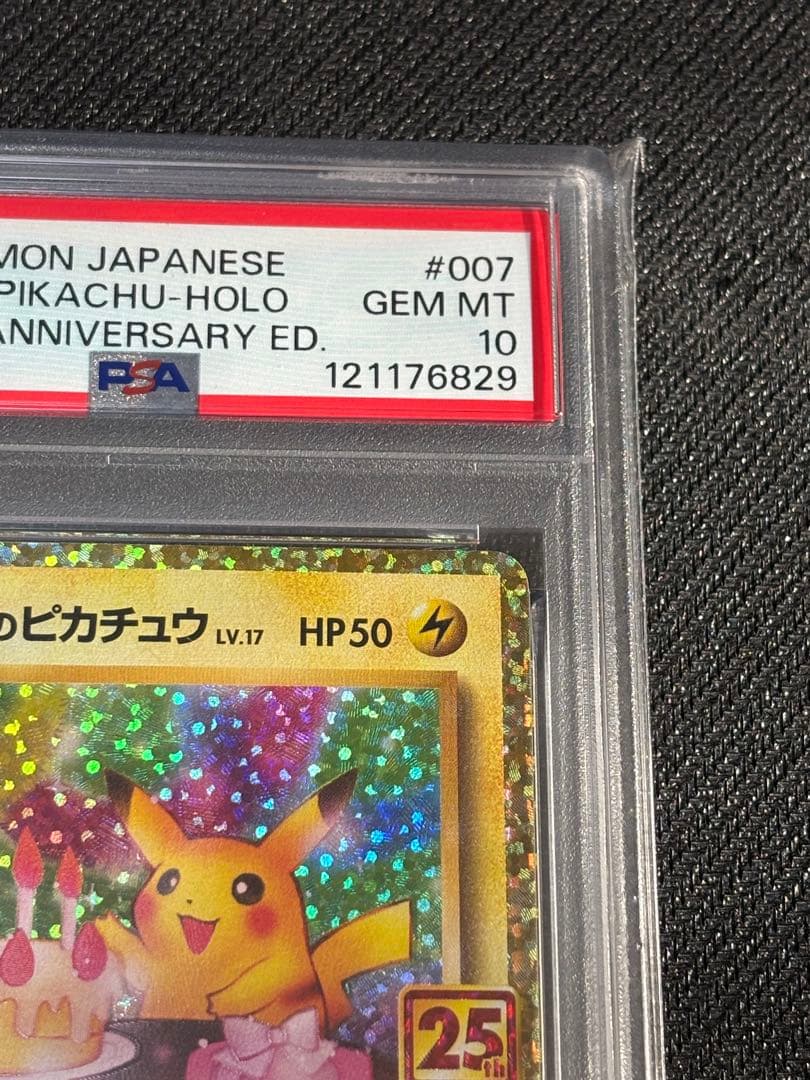 MON JAPANESE #007
PIKACHU-HOLO GEM MT
ANNIVERSARY ED. 10
PSA 121176829
のピカチュウ LV.17 HP50
25th